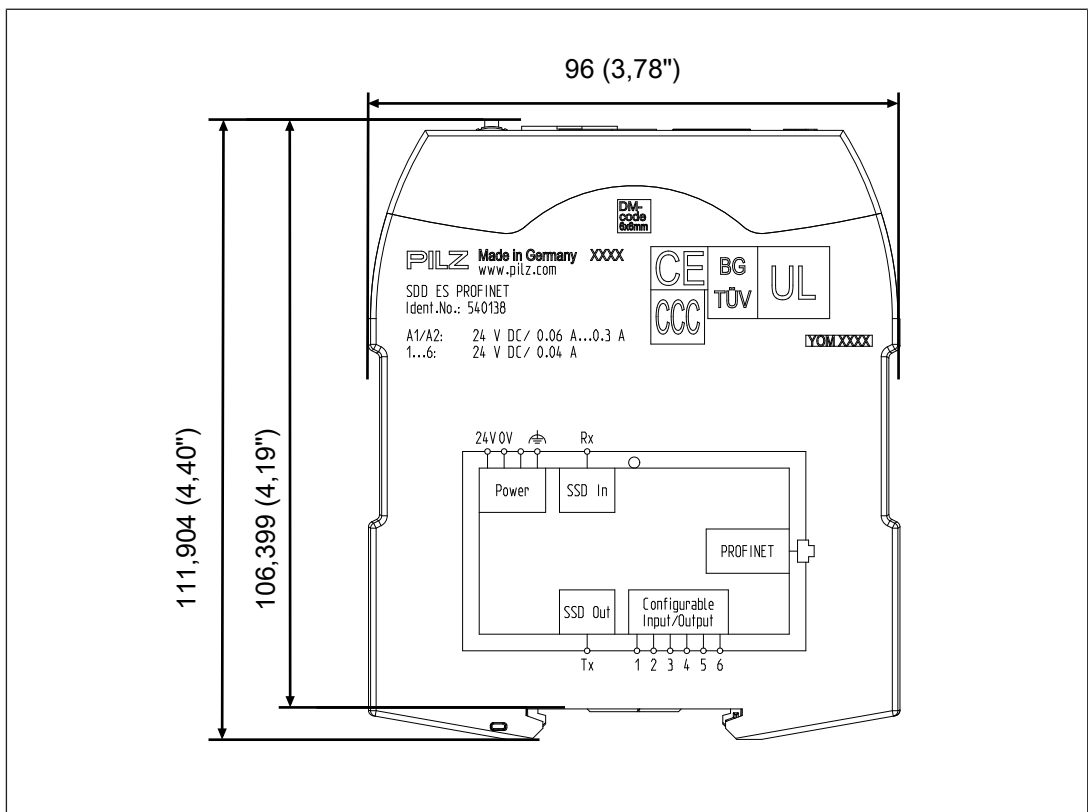 96 (3,78")
DM-
code
6x6mm
PILZ Made in Germany XXXX
www.pilz.com
SDD ES PROFINET
Ident.No.: 540138
CE BG
TÜV UL
CCC
A1/A2: 24 V DC/ 0.06 A...0.3 A
1...6: 24 V DC/ 0.04 A
YOM XXXX
111,904 (4,40")
106,399 (4,19")
24V 0V Rx
Power SSD In
PROFINET
SSD Out Configurable
Input/Output
Tx 1 2 3 4 5 6